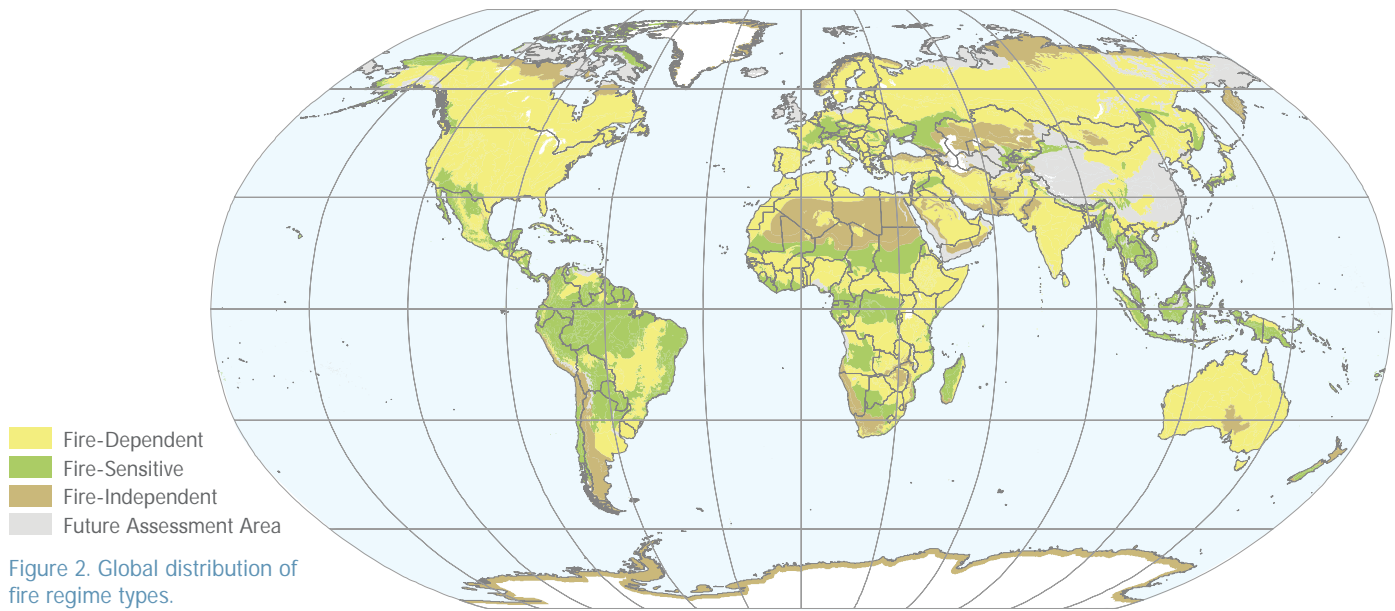 Fire-Dependent
Fire-Sensitive
Fire-Independent
Future Assessment Area
Figure 2. Global distribution of
fire regime types.